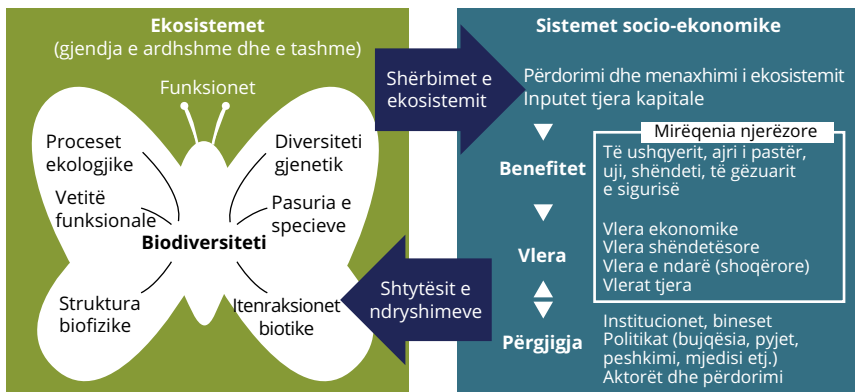 Ekosistemet
(gjendja e ardhshme dhe e tashme)
Funksionet
Proceset
ekologjike
Diversiteti
gjenetik
Vetitë
funksionale
Pasuria e
specieve
Biodiversiteti
Struktura
biofizike
Itenraksionet
biotike
Shërbimet e
ekosistemit
Shtytësit e
ndryshimeve
Sistemet socio-ekonomike
Përdorimi dhe menaxhimi i ekosistemit
Inputet tjera kapitale
Mirëqenia njerëzore
Benefitet
Të ushqyerit, ajri i pastër,
uji, shëndeti, të gëzuarit
e sigurisë
Vlera
Vlera ekonomike
Vlera shëndetësore
Vlera e ndarë (shoqërore)
Vlerat tjera
Përgjigja
Institucionet, bineset
Politikat (bujqësia, pyjet,
peshkimi, mjedisi etj.)
Aktorët dhe përdorimi